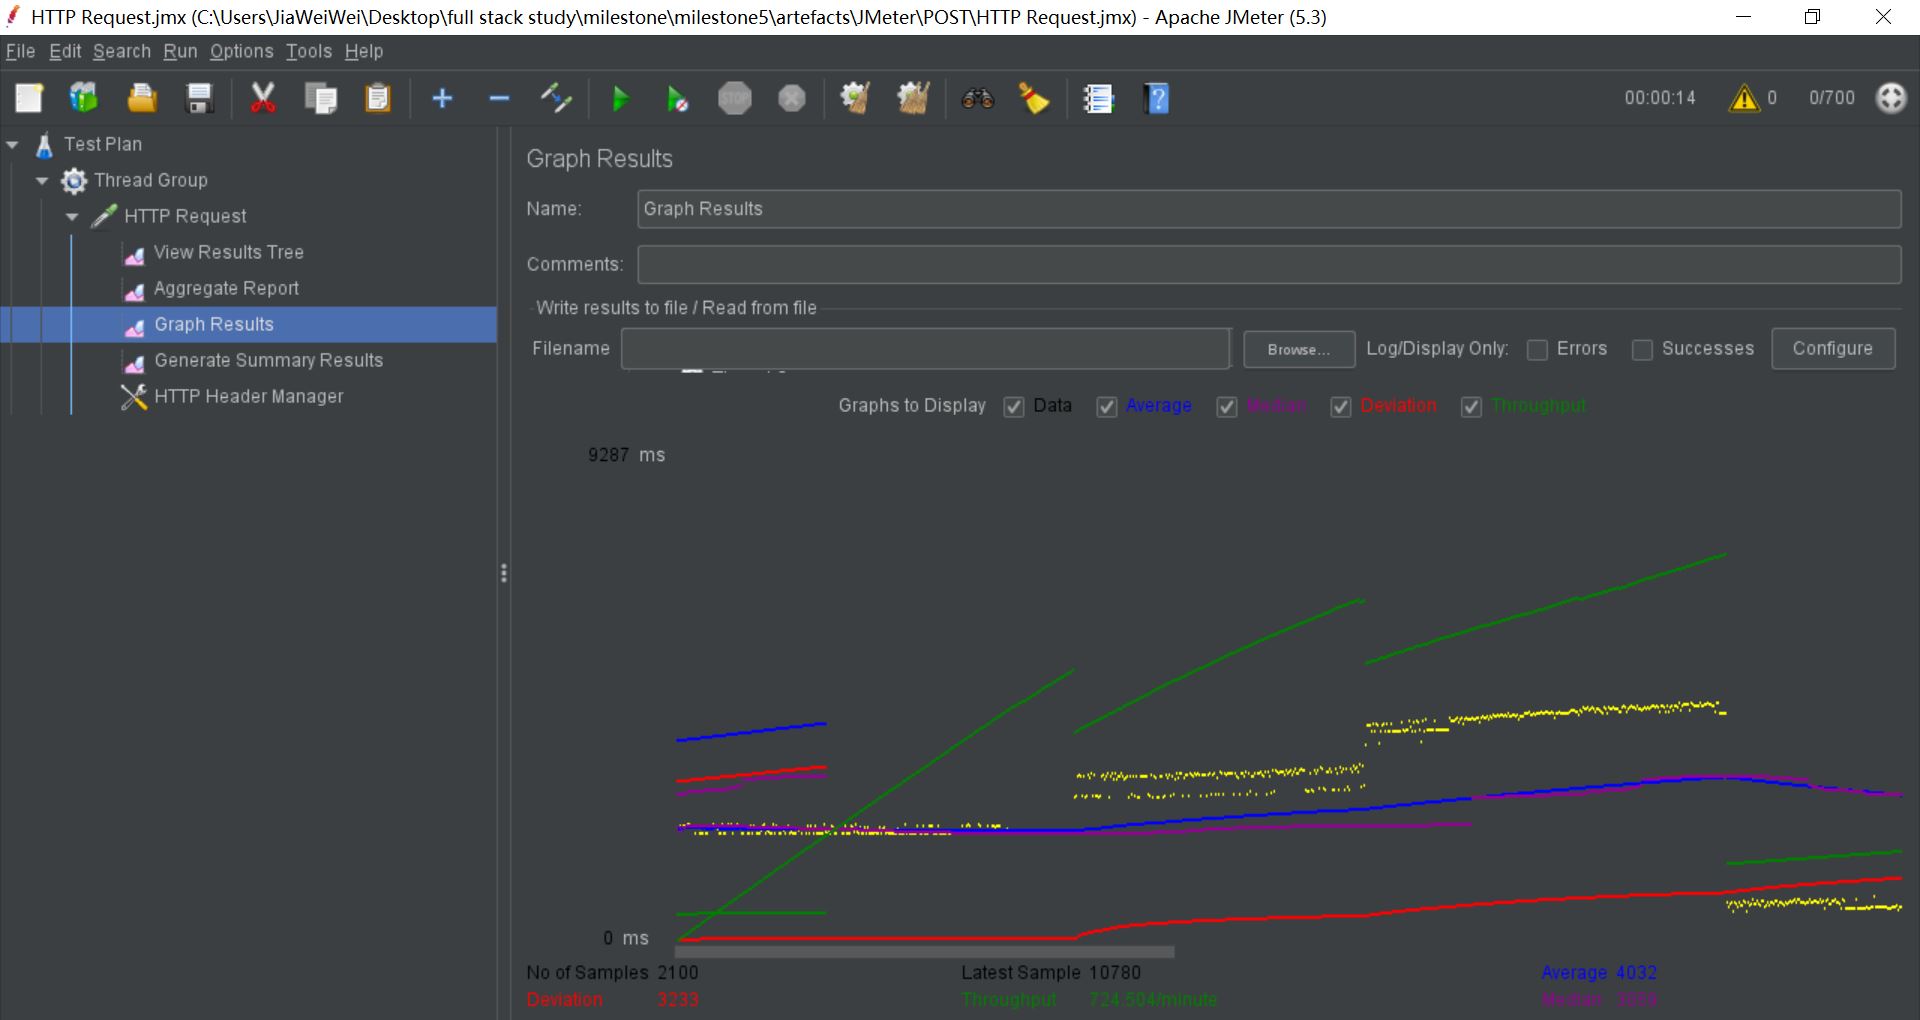 HTTP Request.jmx (C:\Users\JiaWeiWei\Desktop\full stack study\milestone\milestone5\artefacts\JMeter\POST\HTTP Request.jmx) - Apache JMeter (5.3)
File Edit Search Run Options Tools Help
STOP
00:00:14 0 0/700
Test Plan
Thread Group
HTTP Request
View Results Tree
Aggregate Report
Graph Results
Generate Summary Results
HTTP Header Manager
Graph Results
Name: Graph Results
Comments:
Write results to file / Read from file
Filename Browse... Log/Display Only: Errors Successes Configure
Graphs to Display Data Average Median Deviation Throughput
9287 ms
0 ms
No of Samples 2100 Latest Sample 10780 Average 4032
Deviation 3233 Throughput 724.504/minute Median